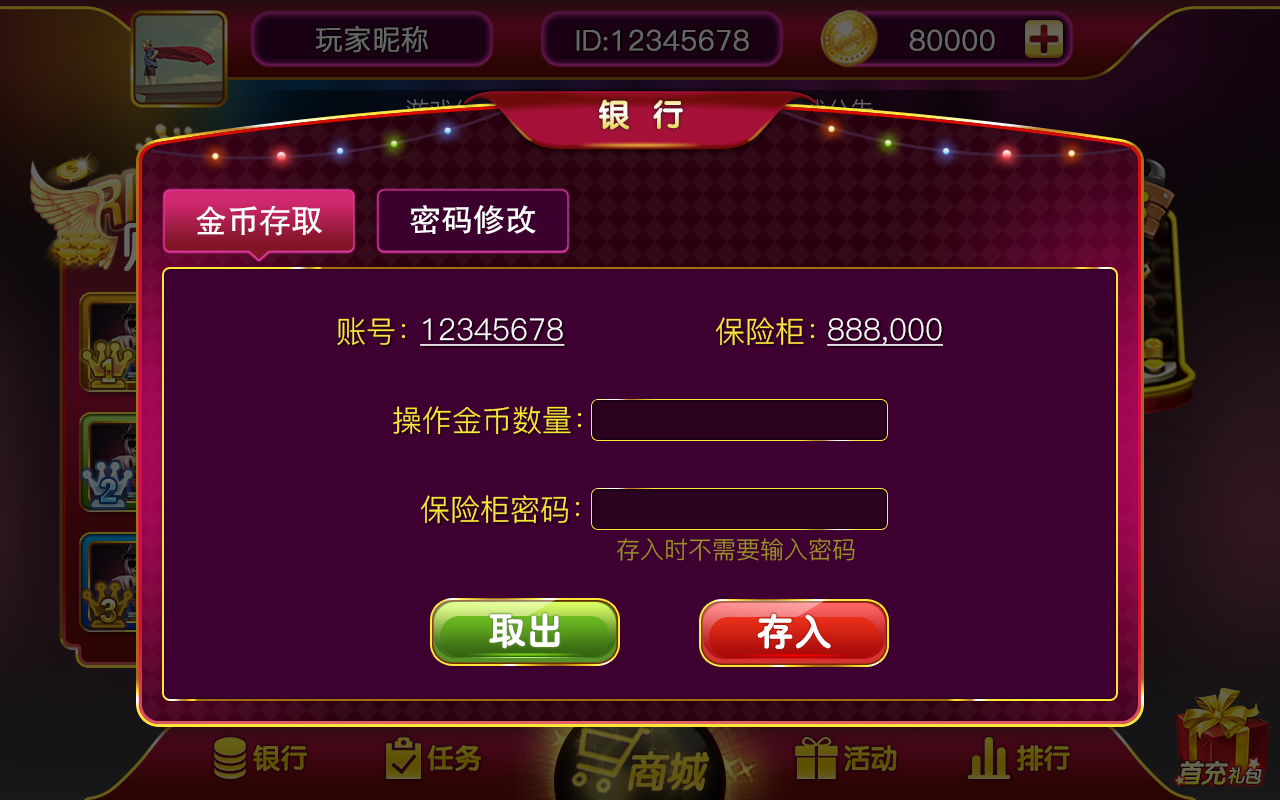 玩家昵称
ID:12345678
80000
银 行
金币存取
密码修改
账号：12345678
保险柜：888,000
操作金币数量：
保险柜密码：
存入时不需要输入密码
取出
存入
1
2
3
银行
任务
商城
活动
排行
首充礼包